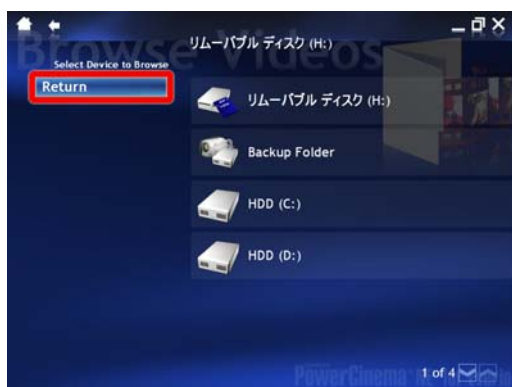 Browse Videos
リムーバブル ディスク (H:)
Select Device to Browse
Return
リムーバブル ディスク (H:)
Backup Folder
HDD (C:)
HDD (D:)
PowerCinema
1 of 4